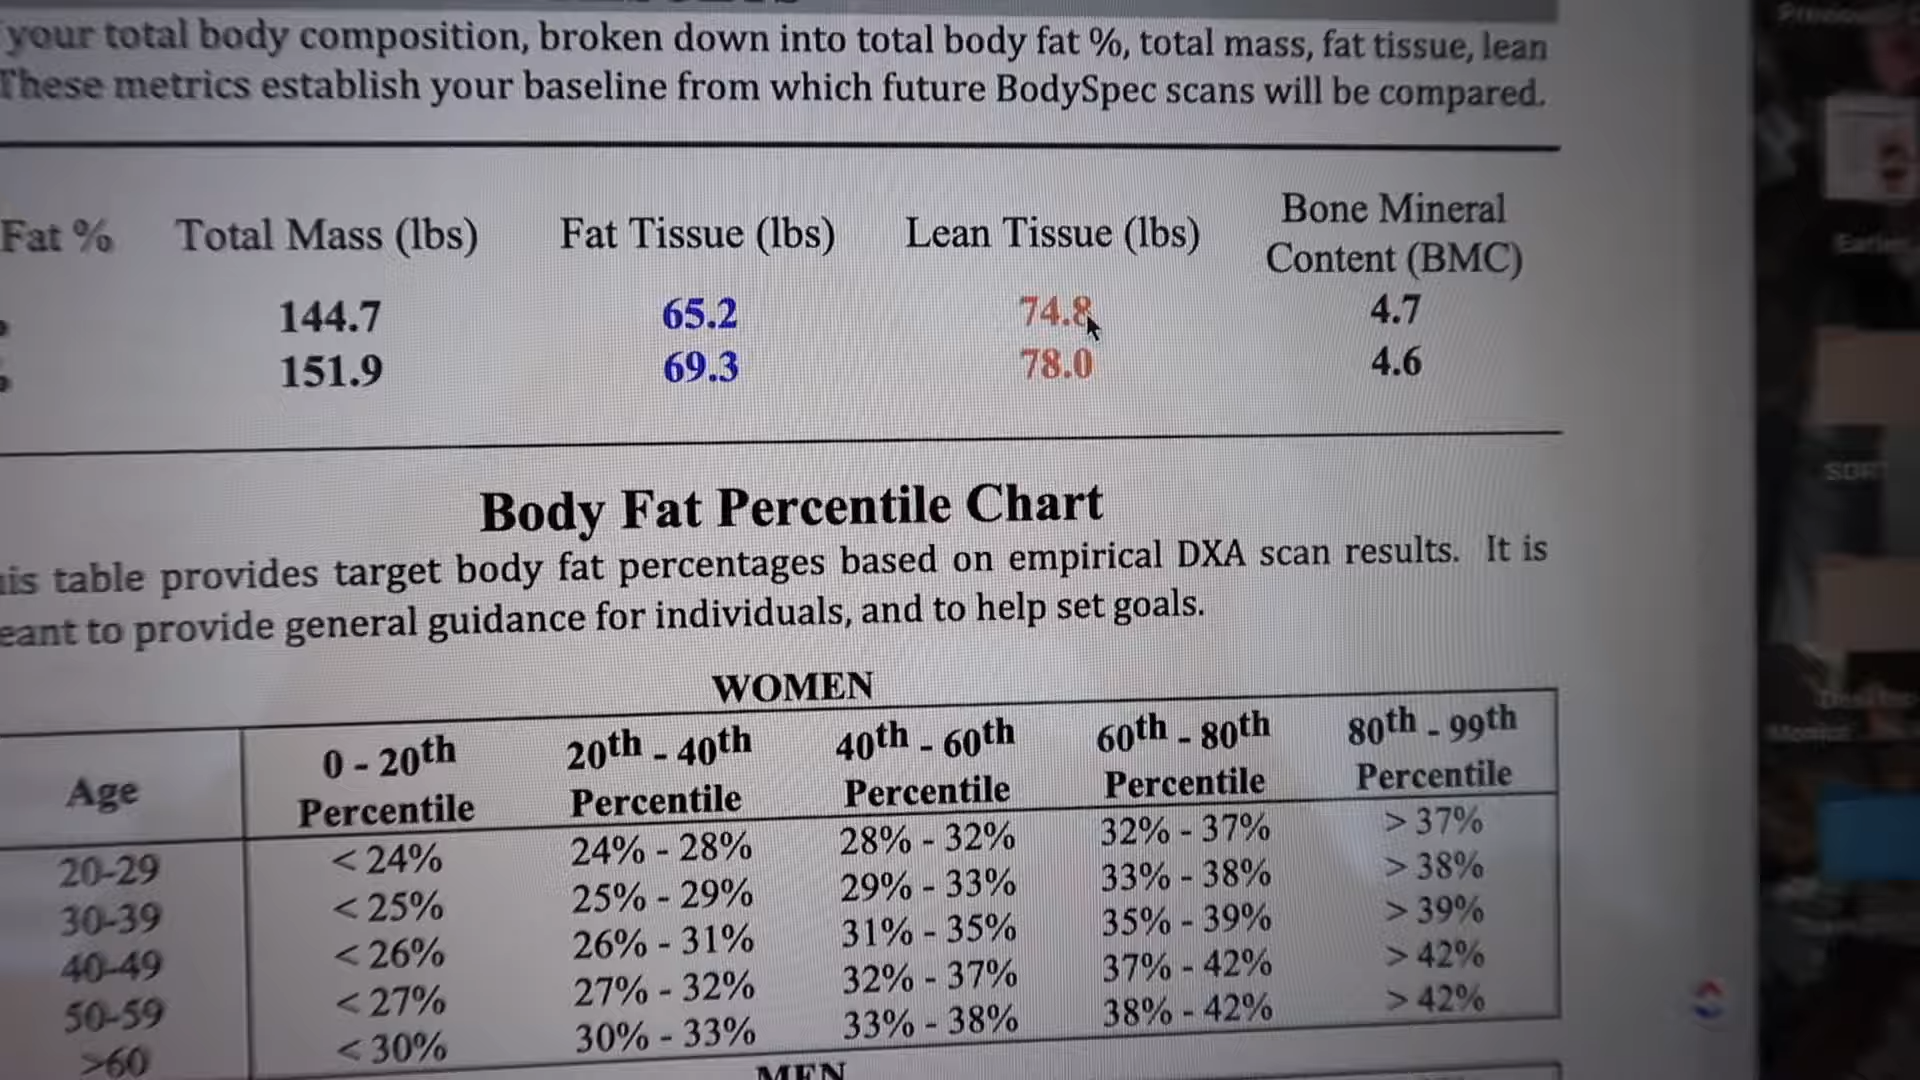 your total body composition, broken down into total body fat %, total mass, fat tissue, lean
These metrics establish your baseline from which future BodySpec scans will be compared.
Fat % Total Mass (lbs) Fat Tissue (lbs) Lean Tissue (lbs) Bone Mineral Content (BMC)
144.7 65.2 74.8 4.7
151.9 69.3 78.0 4.6
Body Fat Percentile Chart
table provides target body fat percentages based on empirical DXA scan results. It is
to provide general guidance for individuals, and to help set goals.
WOMEN
Age 0 - 20th Percentile 20th - 40th Percentile 40th - 60th Percentile 60th - 80th Percentile 80th - 99th Percentile
20-29 < 24% 24% - 28% 28% - 32% 32% - 37% > 37%
30-39 < 25% 25% - 29% 29% - 33% 33% - 38% > 38%
40-49 < 26% 26% - 31% 31% - 35% 35% - 39% > 39%
50-59 < 27% 27% - 32% 32% - 37% 37% - 42% > 42%
>60 < 30% 30% - 33% 33% - 38% 38% - 42% > 42%
MEN